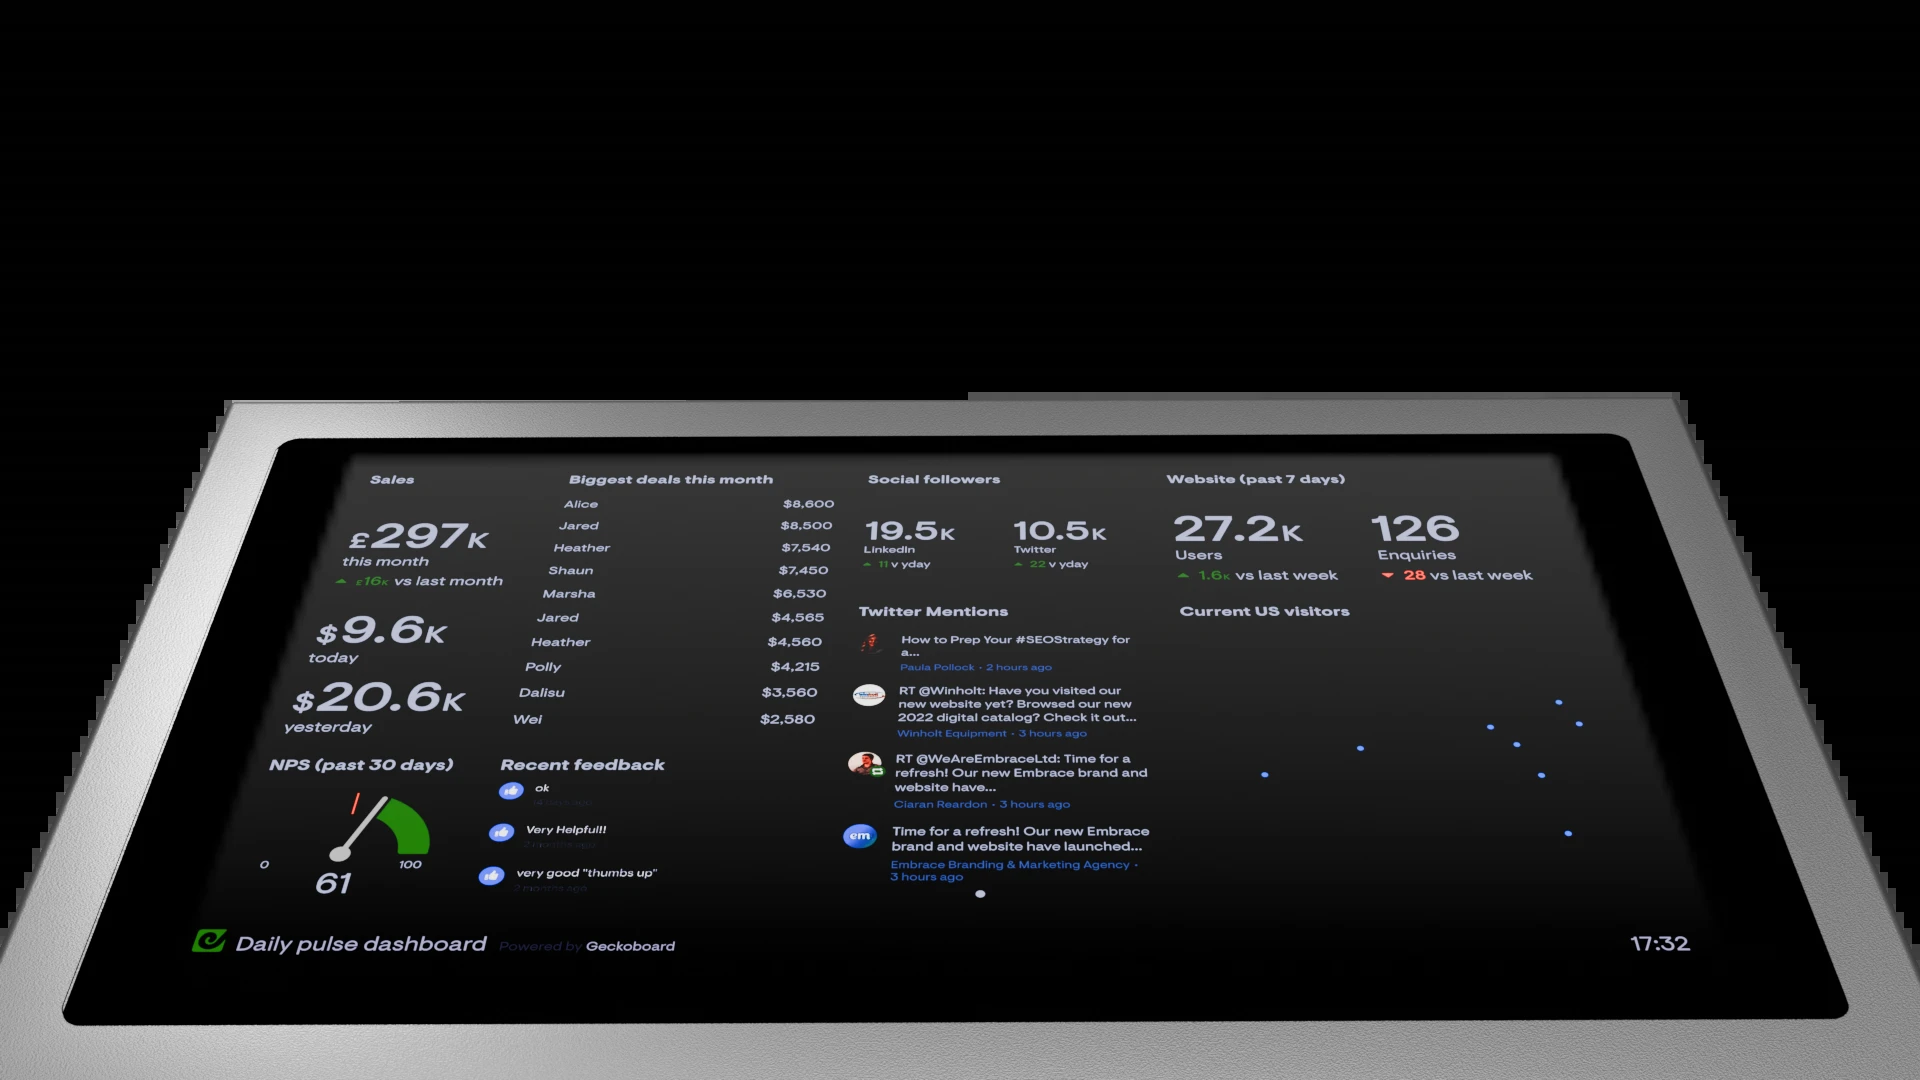 Sales
£297K
this month
£16K vs last month
$9.6K
today
$20.6K
yesterday
NPS (past 30 days)
0
100
61
Biggest deals this month
Alice $8,600
Jared $8,500
Heather $7,540
Shaun $7,450
Marsha $6,530
Jared $4,565
Heather $4,560
Polly $4,215
Dalisu $3,560
Wei $2,580
Recent feedback
ok
Very Helpful!!
2 months ago
very good "thumbs up"
2 months ago
Social followers
19.5K
LinkedIn
11 v yday
10.5K
Twitter
22 v yday
Twitter Mentions
How to Prep Your #SEOStrategy for
a...
Paula Pollock · 2 hours ago
RT @Winholt: Have you visited our
new website yet? Browsed our new
2022 digital catalog? Check it out...
Winholt Equipment · 3 hours ago
RT @WeAreEmbraceLtd: Time for a
refresh! Our new Embrace brand and
website have...
Ciaran Reardon · 3 hours ago
em
Time for a refresh! Our new Embrace
brand and website have launched...
Embrace Branding & Marketing Agency ·
3 hours ago
Website (past 7 days)
27.2K
Users
1.6K vs last week
126
Enquiries
28 vs last week
Current US visitors
Daily pulse dashboard Powered by Geckoboard
17:32